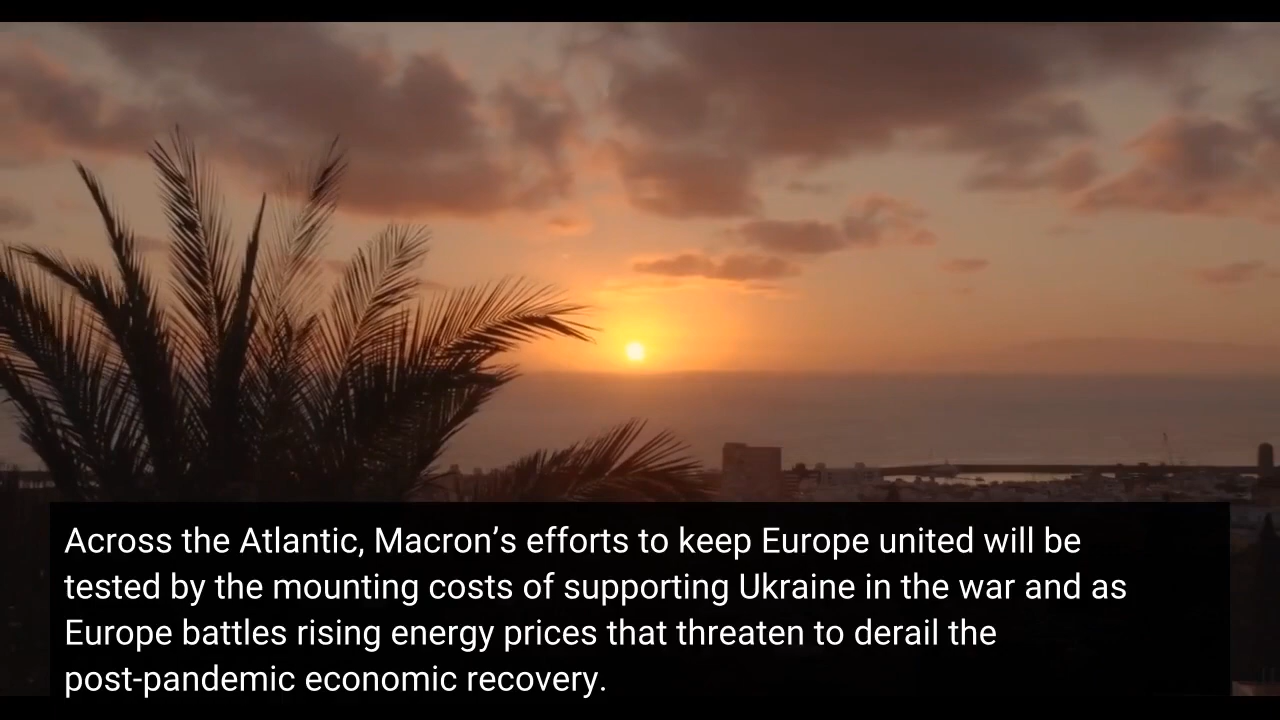 Across the Atlantic, Macron’s efforts to keep Europe united will be
tested by the mounting costs of supporting Ukraine in the war and as
Europe battles rising energy prices that threaten to derail the
post-pandemic economic recovery.